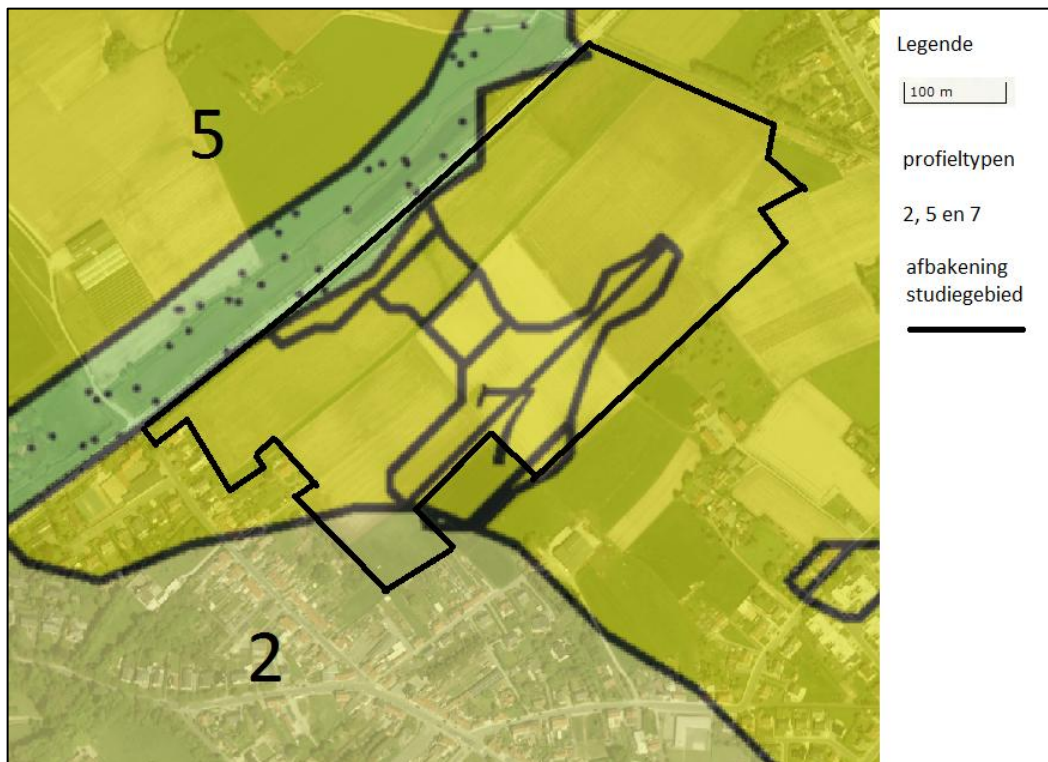 5
2
Legende
100 m
profieltypen
2, 5 en 7
afbakening
studiegebied